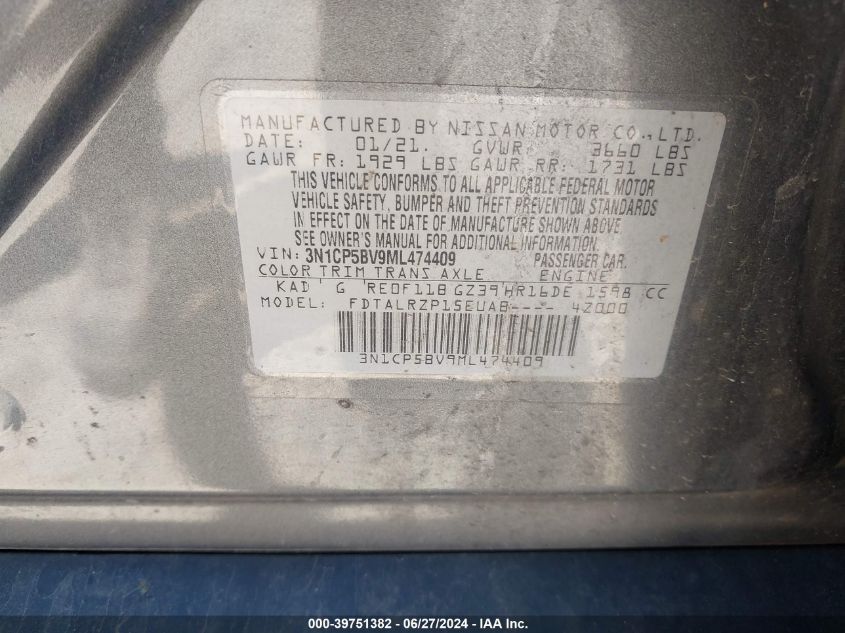 MANUFACTURED BY NISSAN MOTOR CO., LTD.
DATE: 01/21. GVWR 3660 LBS
GAWR FR: 1929 LBS GAWR RR: 1731 LBS
THIS VEHICLE CONFORMS TO ALL APPLICABLE FEDERAL MOTOR
VEHICLE SAFETY, BUMPER AND THEFT PREVENTION STANDARDS
IN EFFECT ON THE DATE OF MANUFACTURE SHOWN ABOVE
SEE OWNER'S MANUAL FOR ADDITIONAL INFORMATION.
VIN: 3N1CP5BV9ML474409 PASSENGER CAR.
COLOR TRIM TRANS AXLE ENGINE
KAD G RE0F11B GZ39 HR16DE 1598 CC
MODEL: FDTALRZP15EUAB---- 42000
3N1CP5BV9ML474409
000-39751382 - 06/27/2024 - IAAI.com